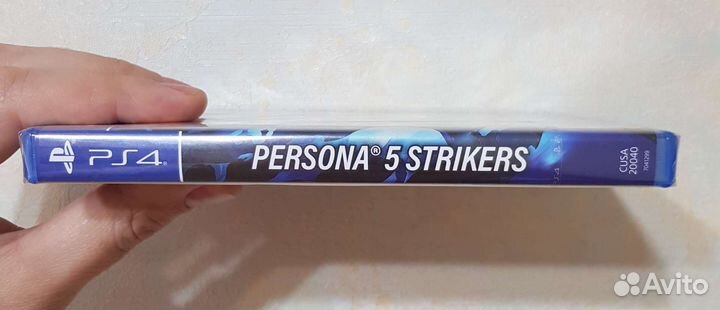 PS4
PERSONA® 5 STRIKERS
CUSA
20040
Avito